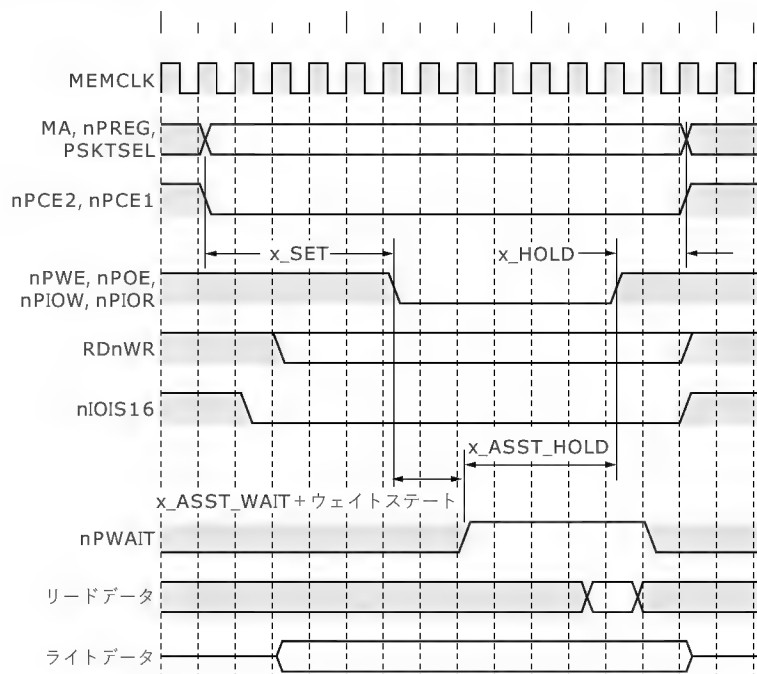 MEMCLK
MA, nPREG,
PSKTSEL
nPCE2, nPCE1
x_SET
x_HOLD
nPWE, nPOE,
nPIOW, nPIOR
RDnWR
nIOIS16
x_ASST_HOLD
x_ASST_WAIT+ウェイトステート
nPWAIT
リードデータ
ライトデータ